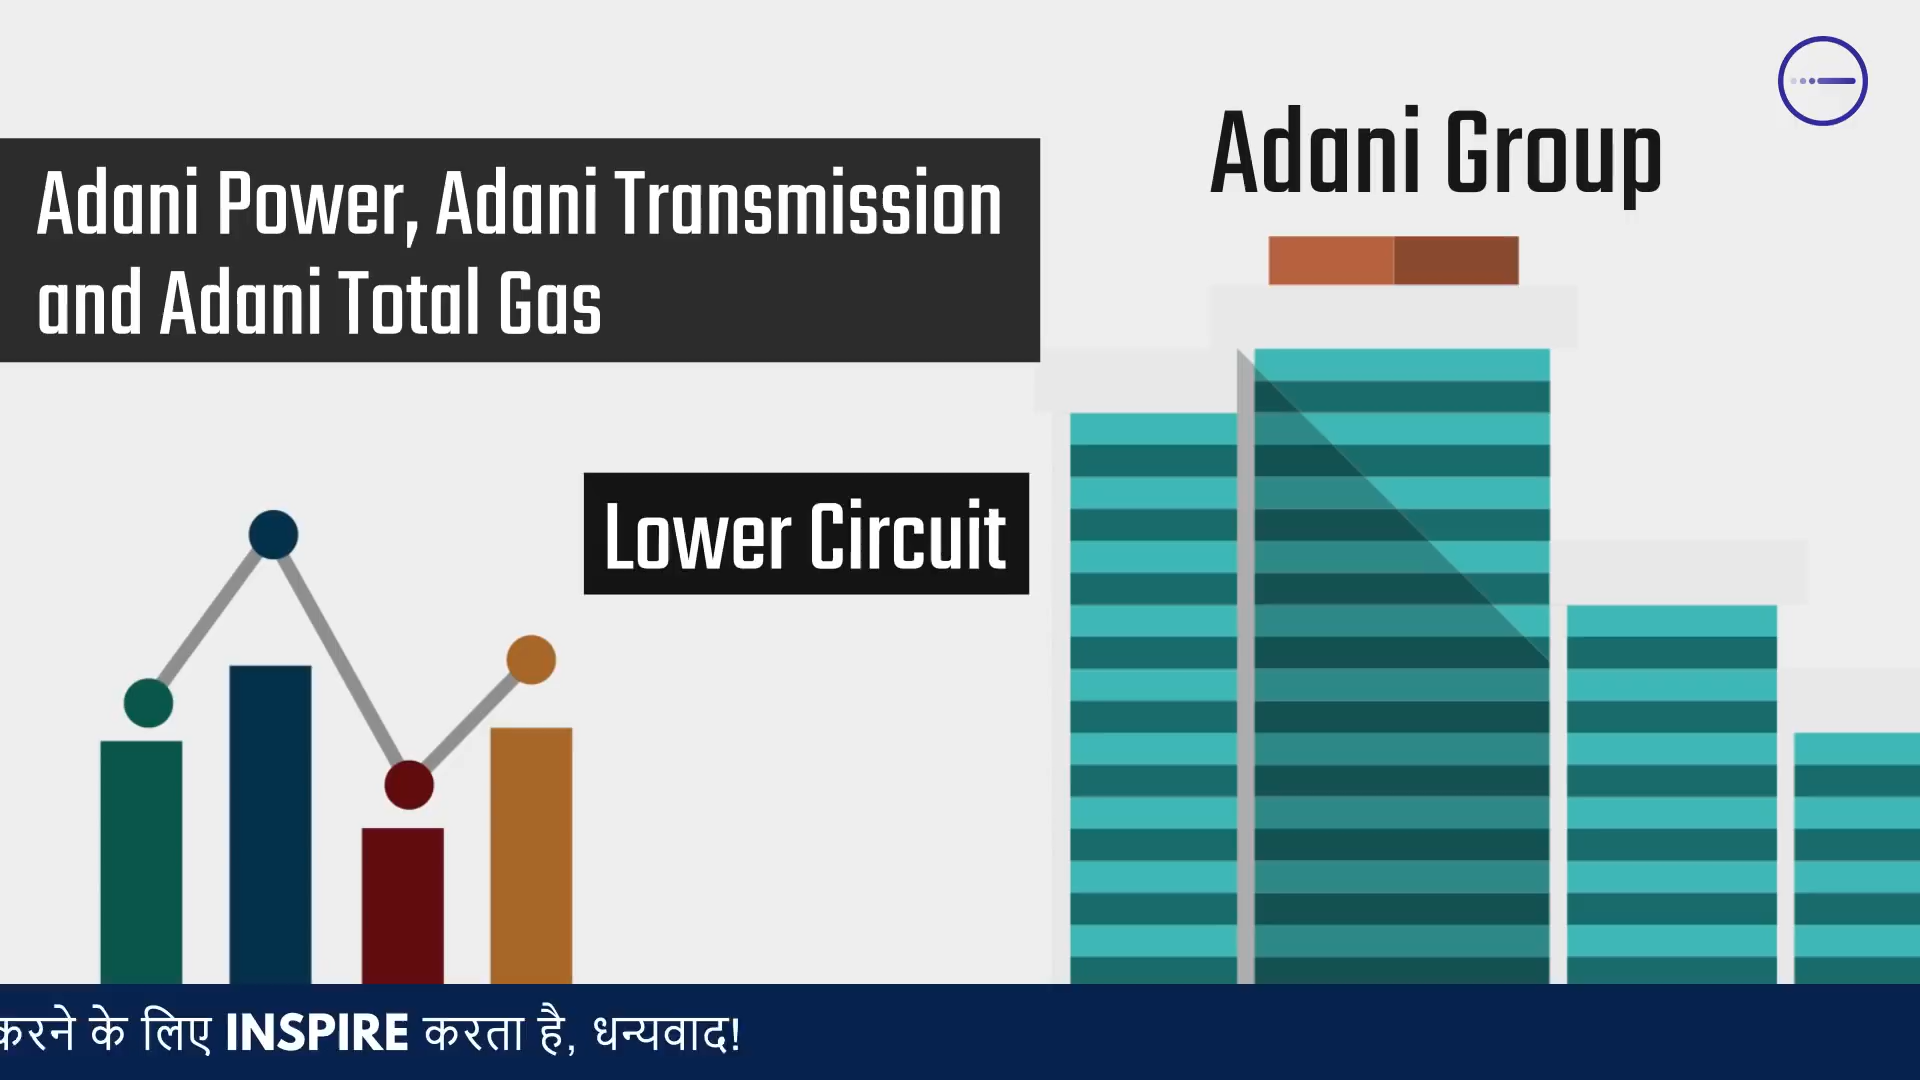 Adani Group
Adani Power, Adani Transmission
and Adani Total Gas
Lower Circuit
करने के लिए INSPIRE करता है, धन्यवाद!